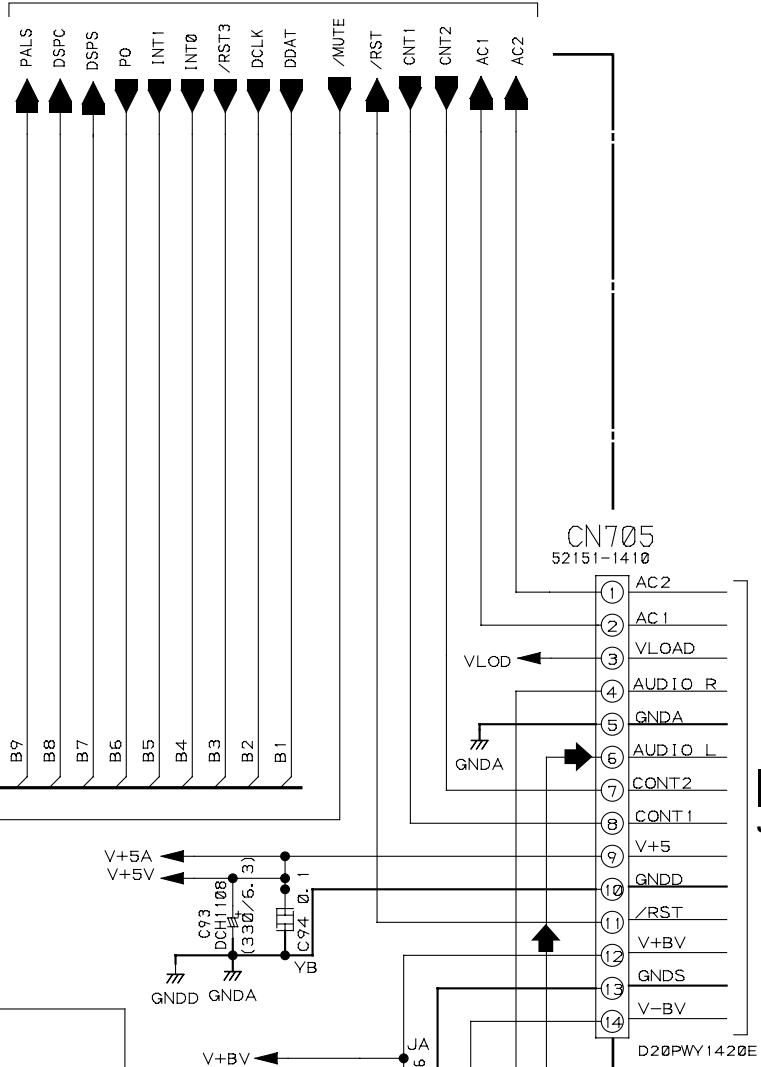 PALS
DSPC
DSPS
PO
INT1
INT0
/RST3
DCLK
DDAT
/MUTE
/RST
CNT1
CNT2
AC1
AC2
CN705
52151-1410
1 AC2
2 AC1
VLOD 3 VLOAD
4 AUDIO R
5 GNDA
GNDA
6 AUDIO L
7 CONT2
8 CONT1
9 V+5
10 GNDD
11 /RST
12 V+BV
13 GNDS
14 V-BV
D20PWY1420E
B9
B8
B7
B6
B5
B4
B3
B2
B1
V+5A
V+5V
C93
DCH1108
(330/6.3)
+
C94 0.1
YB
GNDD
GNDA
V+BV
JA